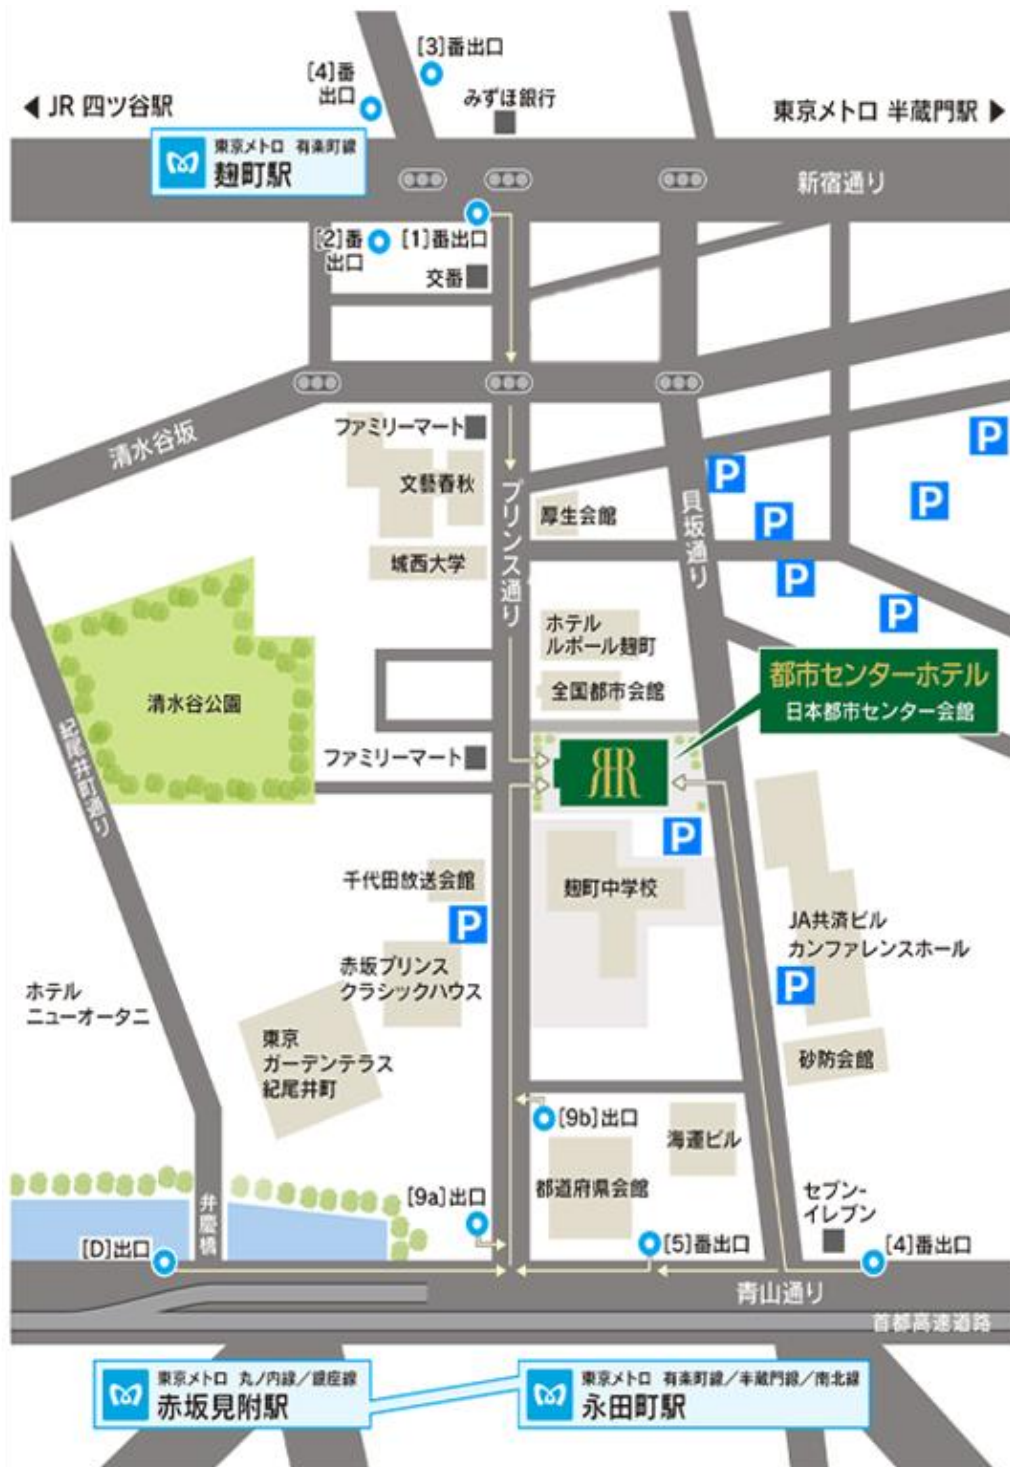 [3]番出口
[4]番
出口
みずほ銀行
◀ JR 四ツ谷駅
東京メトロ 半蔵門駅 ▶
東京メトロ 有楽町線
麹町駅
新宿通り
[2]番
出口
[1]番出口
交番
清水谷坂
ファミリーマート
文藝春秋
プリンス通り
厚生会館
貝坂通り
P
P
P
P
P
P
城西大学
ホテル
ルポール麹町
全国都市会館
都市センターホテル
日本都市センター会館
清水谷公園
紀尾井町通り
ファミリーマート
P
千代田放送会館
P
麹町中学校
JA共済ビル
カンファレンスホール
P
赤坂プリンス
クラシックハウス
ホテル
ニューオータニ
東京
ガーデンテラス
紀尾井町
砂防会館
[9b]出口
海運ビル
都道府県会館
弁慶橋
[9a]出口
セブン-
イレブン
[D]出口
[5]番出口
[4]番出口
青山通り
首都高速道路
東京メトロ 丸ノ内線/銀座線
赤坂見附駅
東京メトロ 有楽町線/半蔵門線/南北線
永田町駅